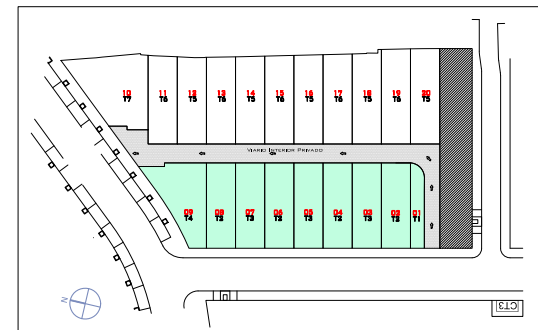 10 11 12 13 14 15 16 17 18 19 20
T7 T6 T5 T6 T5 T6 T5 T6 T5 T6 T5
VIARIO INTERIOR PRIVADO
09 08 07 06 05 04 03 02 01
T4 T2 T3 T2 T3 T2 T3 T2 T1
N
CT3